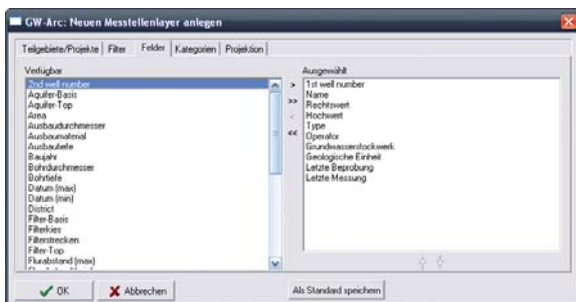 GW-Arc: Neuen Messtellenlayer anlegen
Teilgebiete/Projekte Filter Felder Kategorien Projektion
Verfügbar
2nd well number
Aquifer-Basis
Aquifer-Top
Area
Ausbaudurchmesser
Ausbaumaterial
Ausbautiefe
Baujahr
Bohrdurchmesser
Bohrtiefe
Datum (max)
Datum (min)
District
Filter-Basis
Filterkies
Filterstrecken
Filter-Top
Flurabstand (max)
>
>>
<
<<
Ausgewählt
1st well number
Name
Rechtswert
Hochwert
Type
Operator
Grundwasserstockwerk
Geologische Einheit
Letzte Beprobung
Letzte Messung
OK
Abbrechen
Als Standard speichern